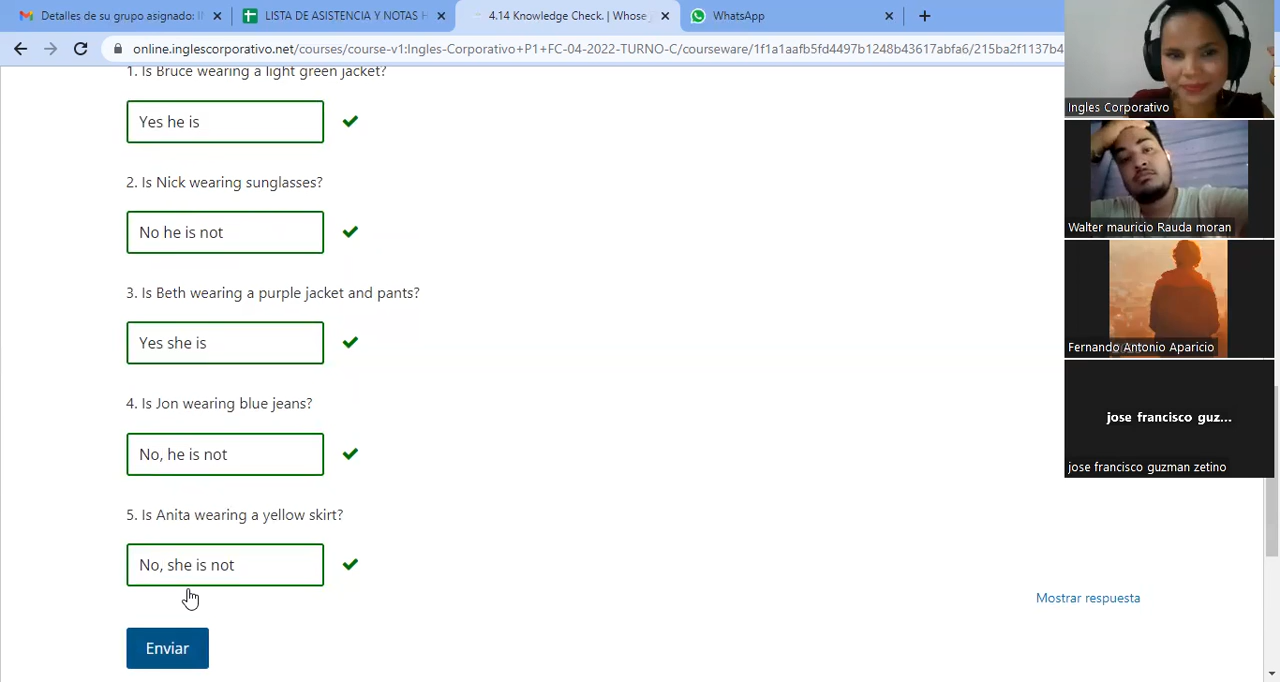 Detalles de su grupo asignado: I
LISTA DE ASISTENCIA Y NOTAS H
4.14 Knowledge Check. | Whose
WhatsApp
online.inglescorporativo.net/courses/course-v1:Ingles-Corporativo+P1+FC-04-2022-TURNO-C/courseware/1f1a1aafb5fd4497b1248b43617abfa6/215ba2f1137b4
1. Is Bruce wearing a light green jacket?
Yes he is
2. Is Nick wearing sunglasses?
No he is not
3. Is Beth wearing a purple jacket and pants?
Yes she is
4. Is Jon wearing blue jeans?
No, he is not
5. Is Anita wearing a yellow skirt?
No, she is not
Mostrar respuesta
Enviar
Ingles Corporativo
Walter mauricio Rauda moran
Fernando Antonio Aparicio
jose francisco guz...
jose francisco guzman zetino